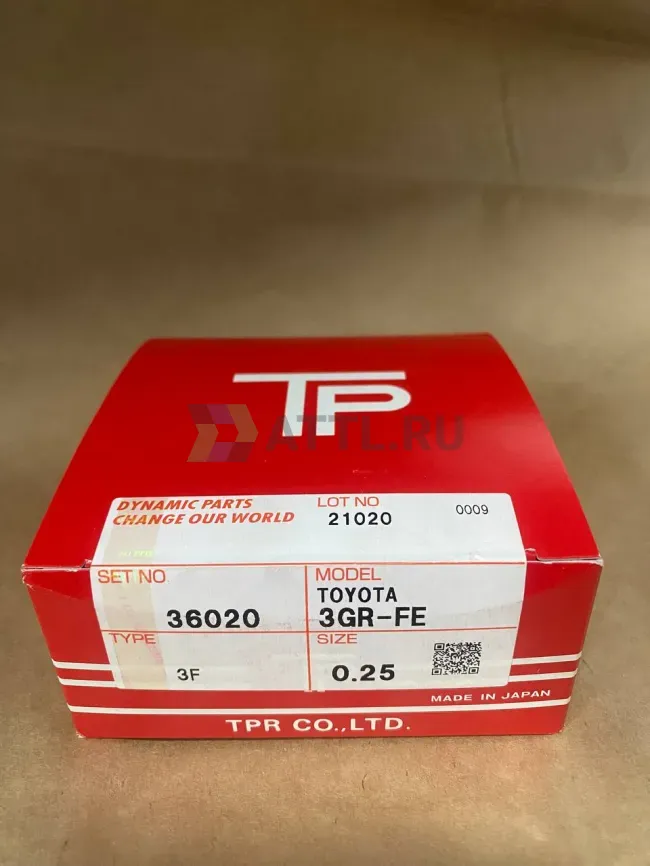 TP
ATTL.RU
DYNAMIC PARTS
CHANGE OUR WORLD
LOT NO
21020
0009
SET NO
36020
MODEL
TOYOTA
3GR-FE
TYPE
3F
SIZE
0.25
MADE IN JAPAN
TPR CO.,LTD.